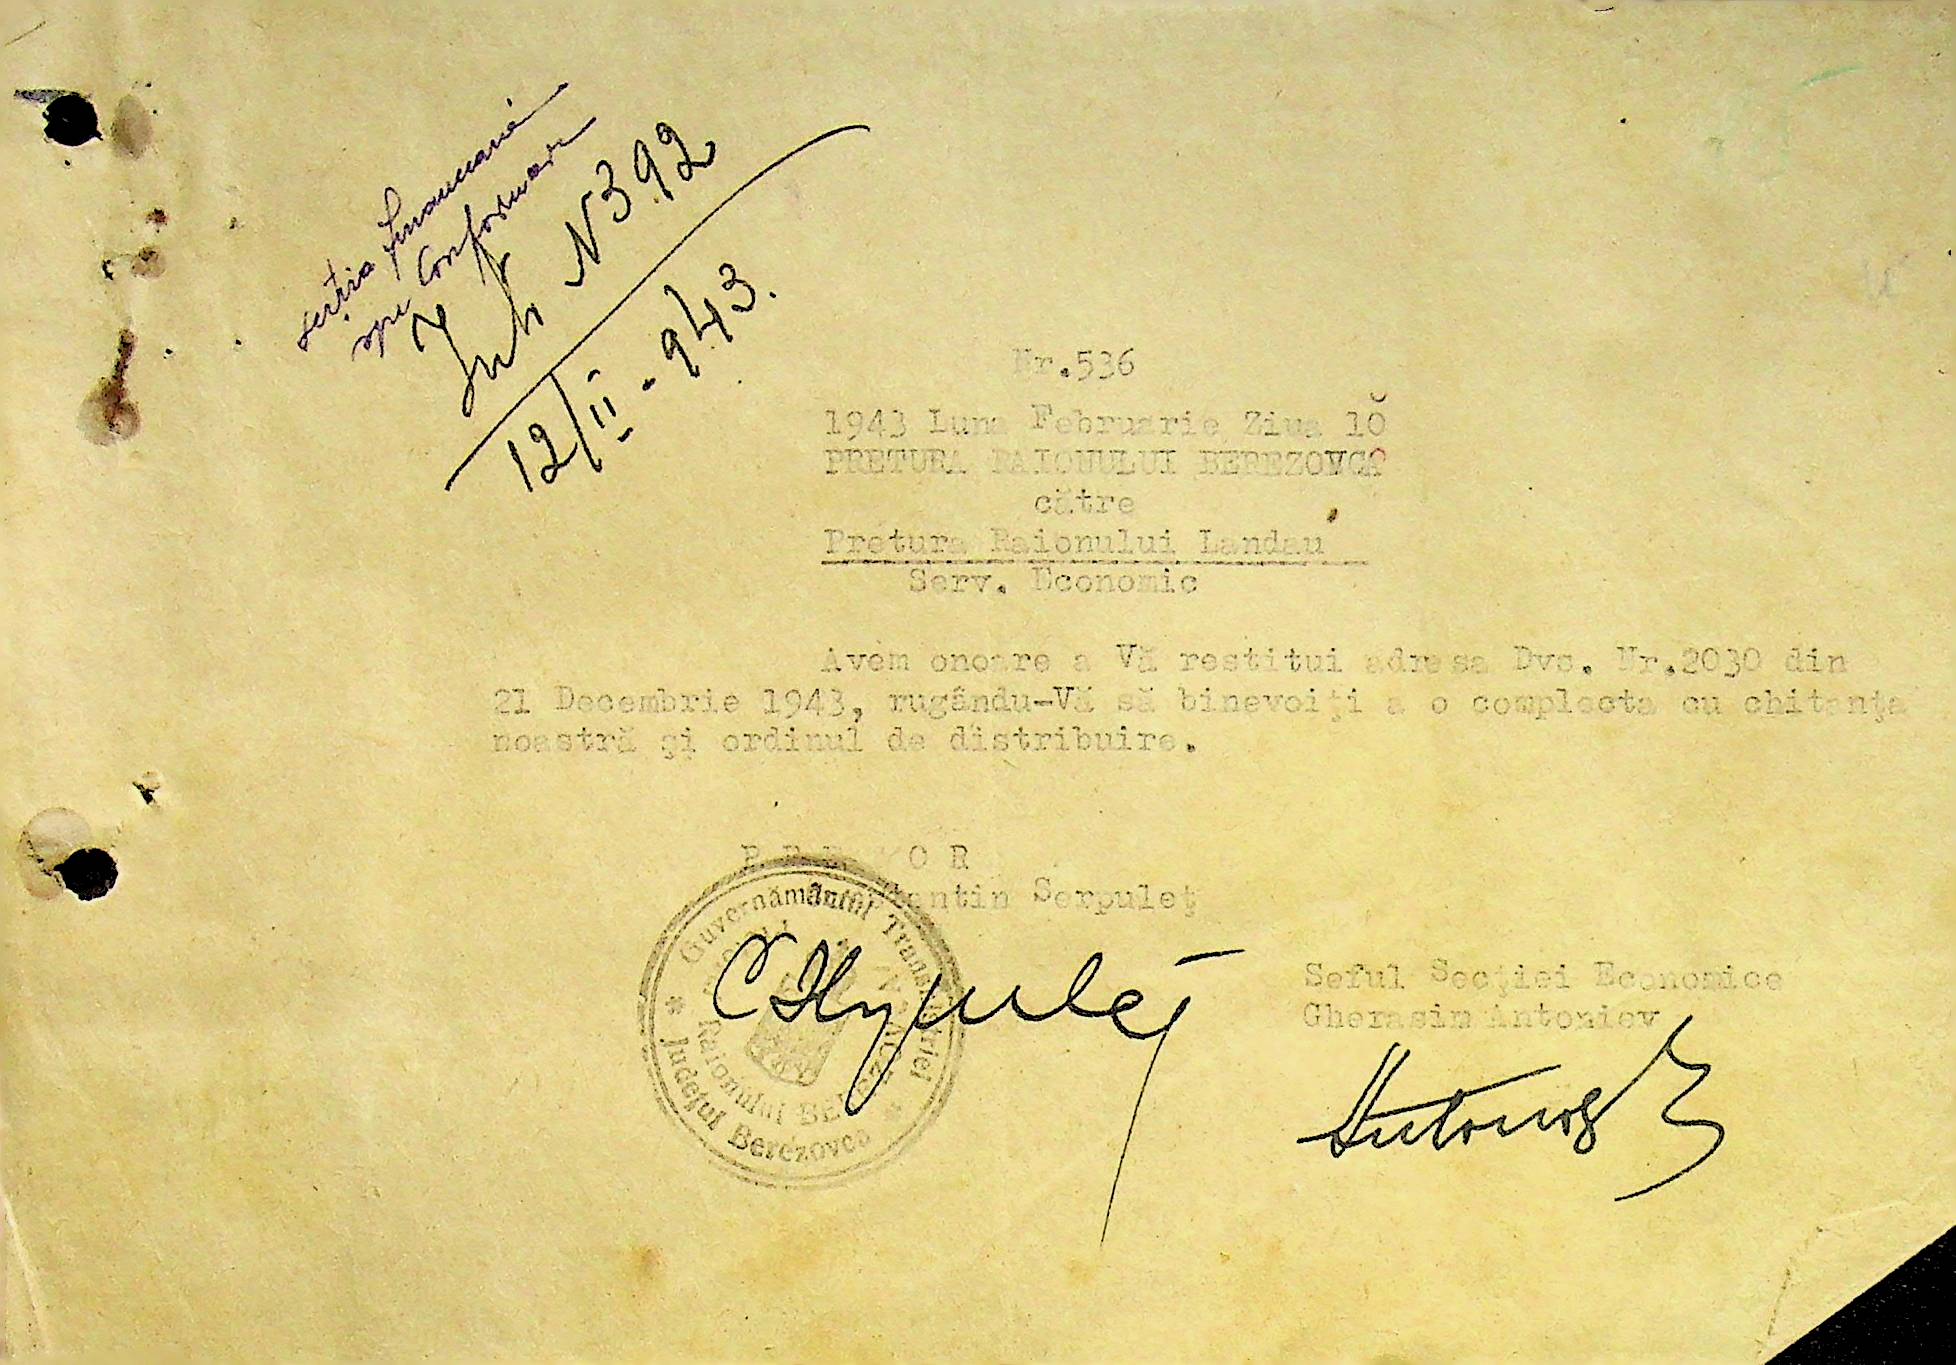 secția financiară
spre conformare
Intr N 392
12/II - 943.
Nr.536
1943 Luna Februarie Ziua 10
PRETURA RAIONULUI BEREZOVCA
către
Pretura Raionului Landau
Serv. Economic
Avem onoare a Vă restitui adresa Dvs. Nr.2030 din
21 Decembrie 1943, rugându-Vă să binevoiţi a o complecta cu chitanţa
noastră şi ordinul de distribuire.
P R E T O R
Constantin Serpuleţ
Guvernământul Transnistriei
Raionului
Judeţul Berezovca
Seful Secţiei Economice
Gherasim Antoniev